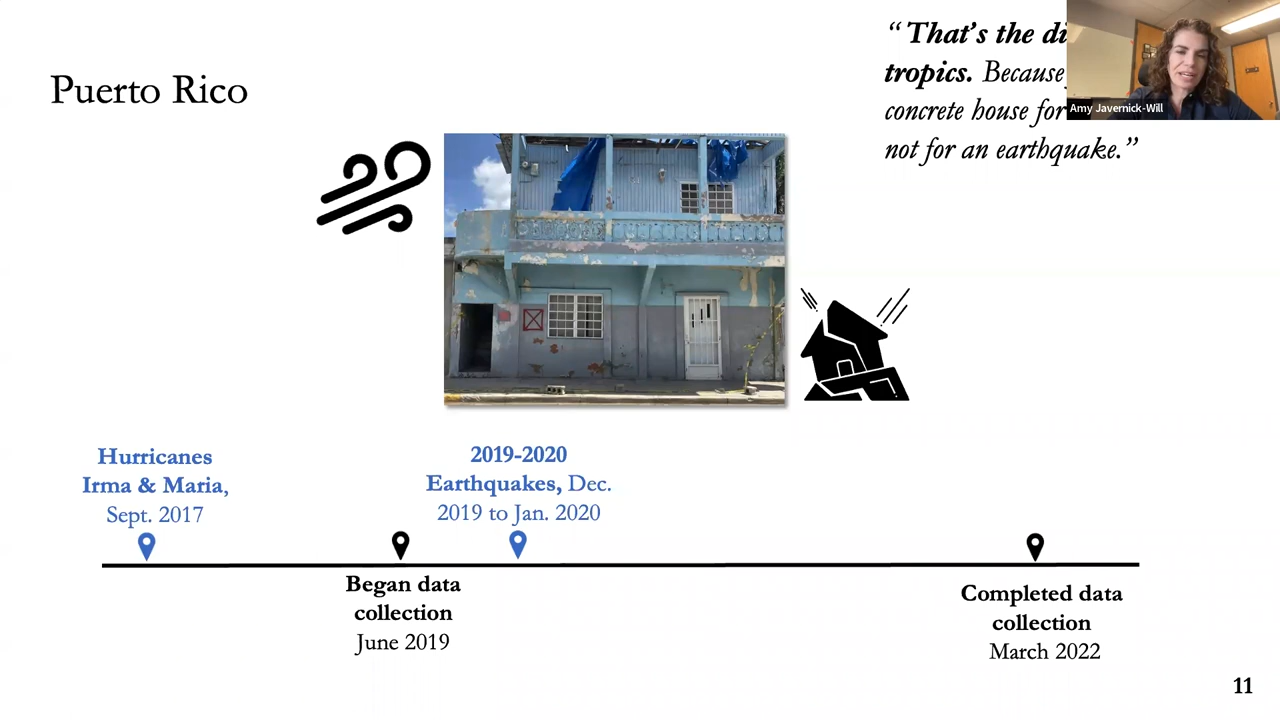 Puerto Rico
“ That’s the
tropics. Because
concrete house for
not for an earthquake.”
Amy Javernick-Will
Hurricanes
Irma & Maria,
Sept. 2017
2019-2020
Earthquakes, Dec.
2019 to Jan. 2020
Began data
collection
June 2019
Completed data
collection
March 2022
11